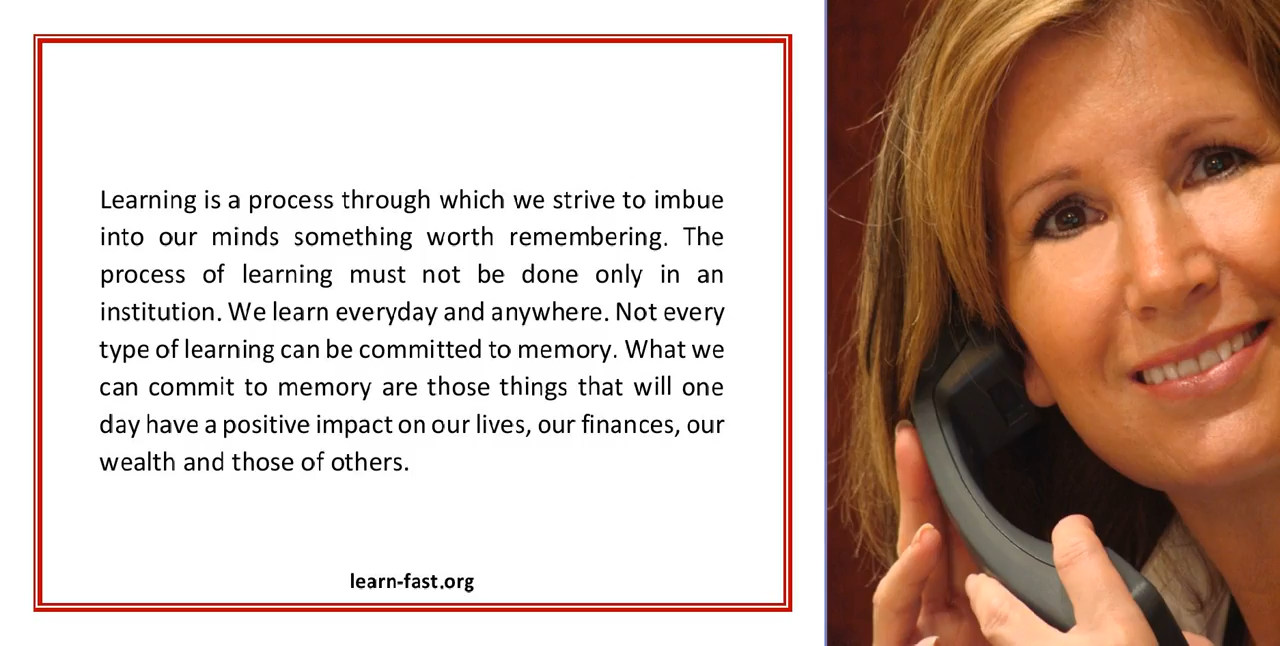 Learning is a process through which we strive to imbue
into our minds something worth remembering. The
process of learning must not be done only in an
institution. We learn everyday and anywhere. Not every
type of learning can be committed to memory. What we
can commit to memory are those things that will one
day have a positive impact on our lives, our finances, our
wealth and those of others.
learn-fast.org